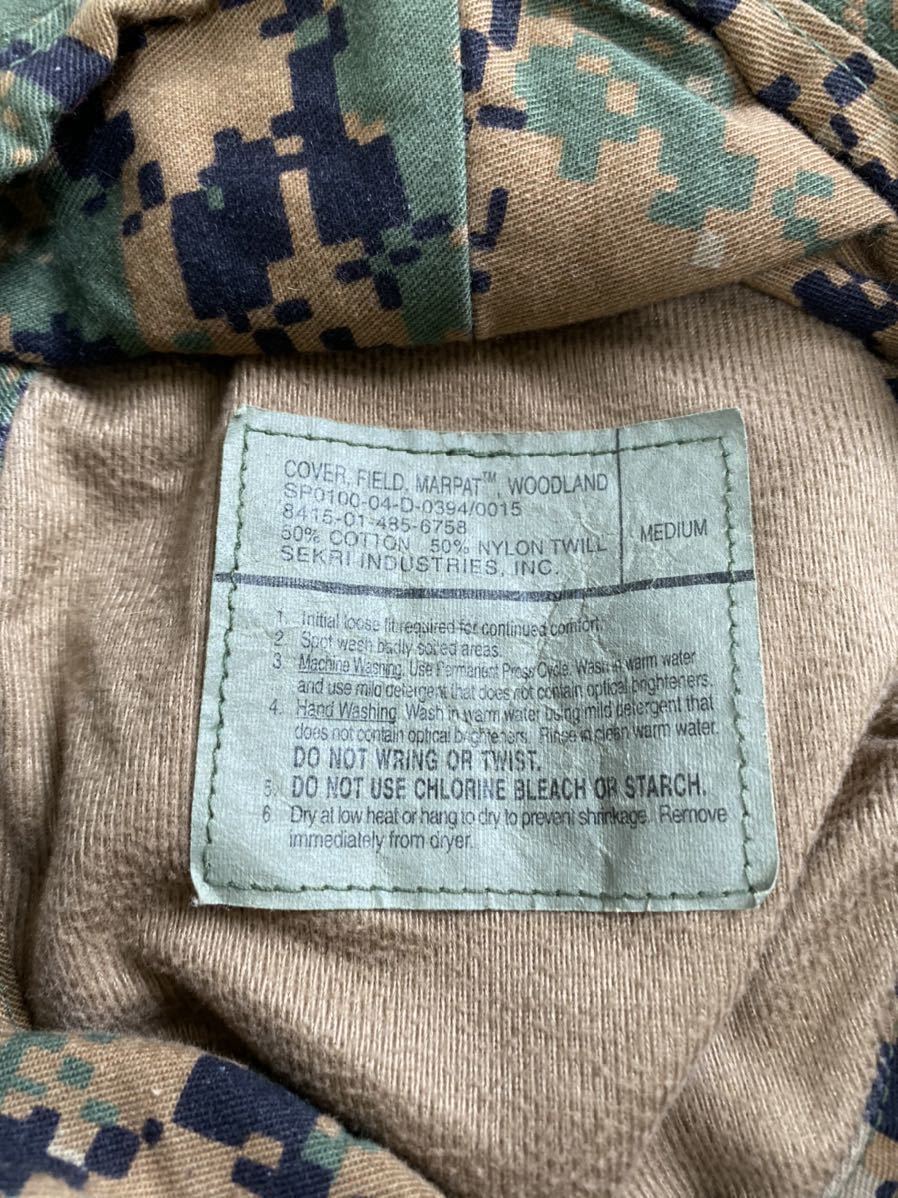 COVER, FIELD, MARPAT™, WOODLAND
SP0100-04-D-0394/0015
8415-01-485-6758
50% COTTON 50% NYLON TWILL
SEKRI INDUSTRIES, INC.
MEDIUM
1. Initial loose fit required for continued comfort.
2. Spot wash badly soiled areas.
3. Machine Washing. Use Permanent Press Cycle. Wash in warm water
and use mild detergent that does not contain optical brighteners.
4. Hand Washing. Wash in warm water using mild detergent that
does not contain optical brighteners. Rinse in clean warm water.
DO NOT WRING OR TWIST.
5. DO NOT USE CHLORINE BLEACH OR STARCH.
6 Dry at low heat or hang to dry to prevent shrinkage. Remove
immediately from dryer.